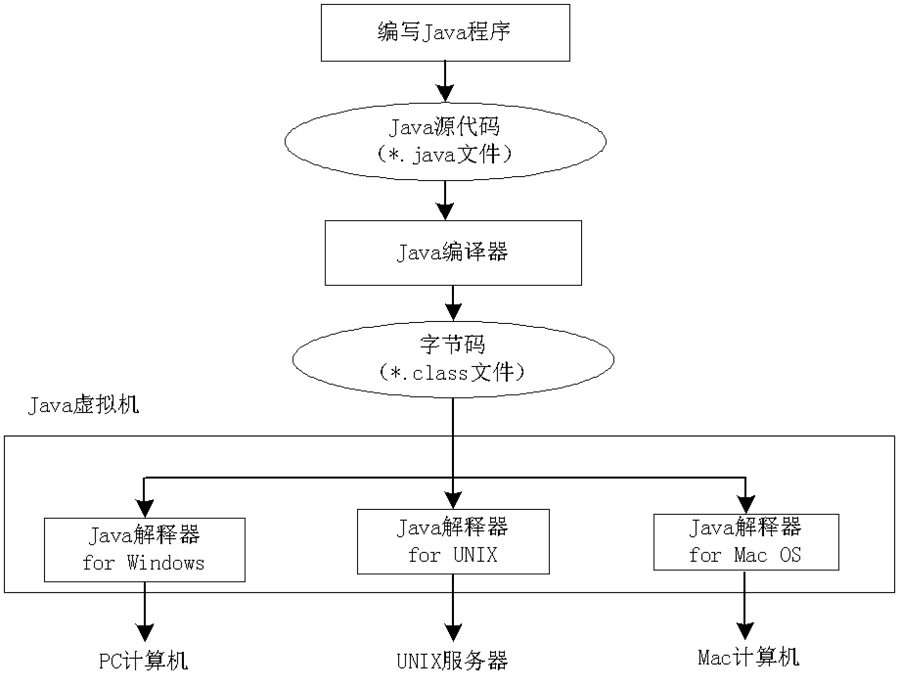 编写Java程序
Java源代码
(*.java文件)
Java编译器
字节码
(*.class文件)
Java虚拟机
Java解释器
for Windows
Java解释器
for UNIX
Java解释器
for Mac OS
PC计算机
UNIX服务器
Mac计算机